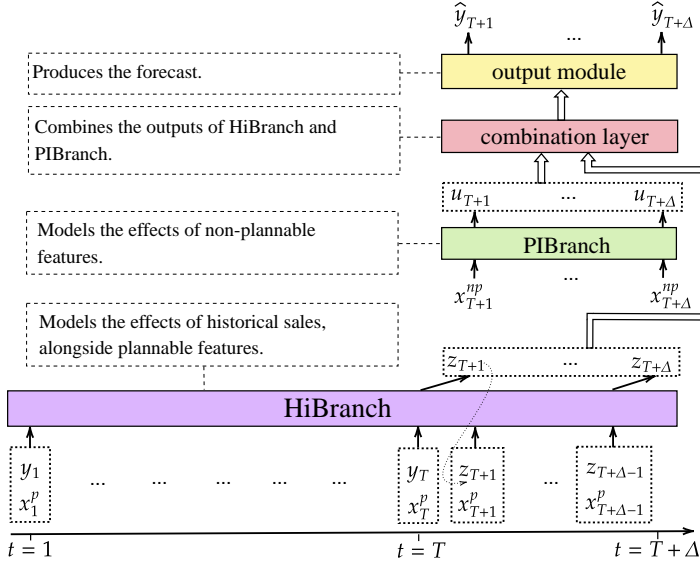 ŷ_{T+1} ... ŷ_{T+Δ}
Produces the forecast.
output module
Combines the outputs of HiBranch and
PIBranch.
combination layer
u_{T+1} ... u_{T+Δ}
Models the effects of non-plannable
features.
PIBranch
x^{np}_{T+1} ... x^{np}_{T+Δ}
Models the effects of historical sales,
alongside plannable features.
z_{T+1} ... z_{T+Δ}
HiBranch
y_1 ... ... ... ... y_T z_{T+1} ... z_{T+Δ-1}
x^p_1 x^p_T x^p_{T+1} x^p_{T+Δ-1}
t = 1 t = T t = T + Δ